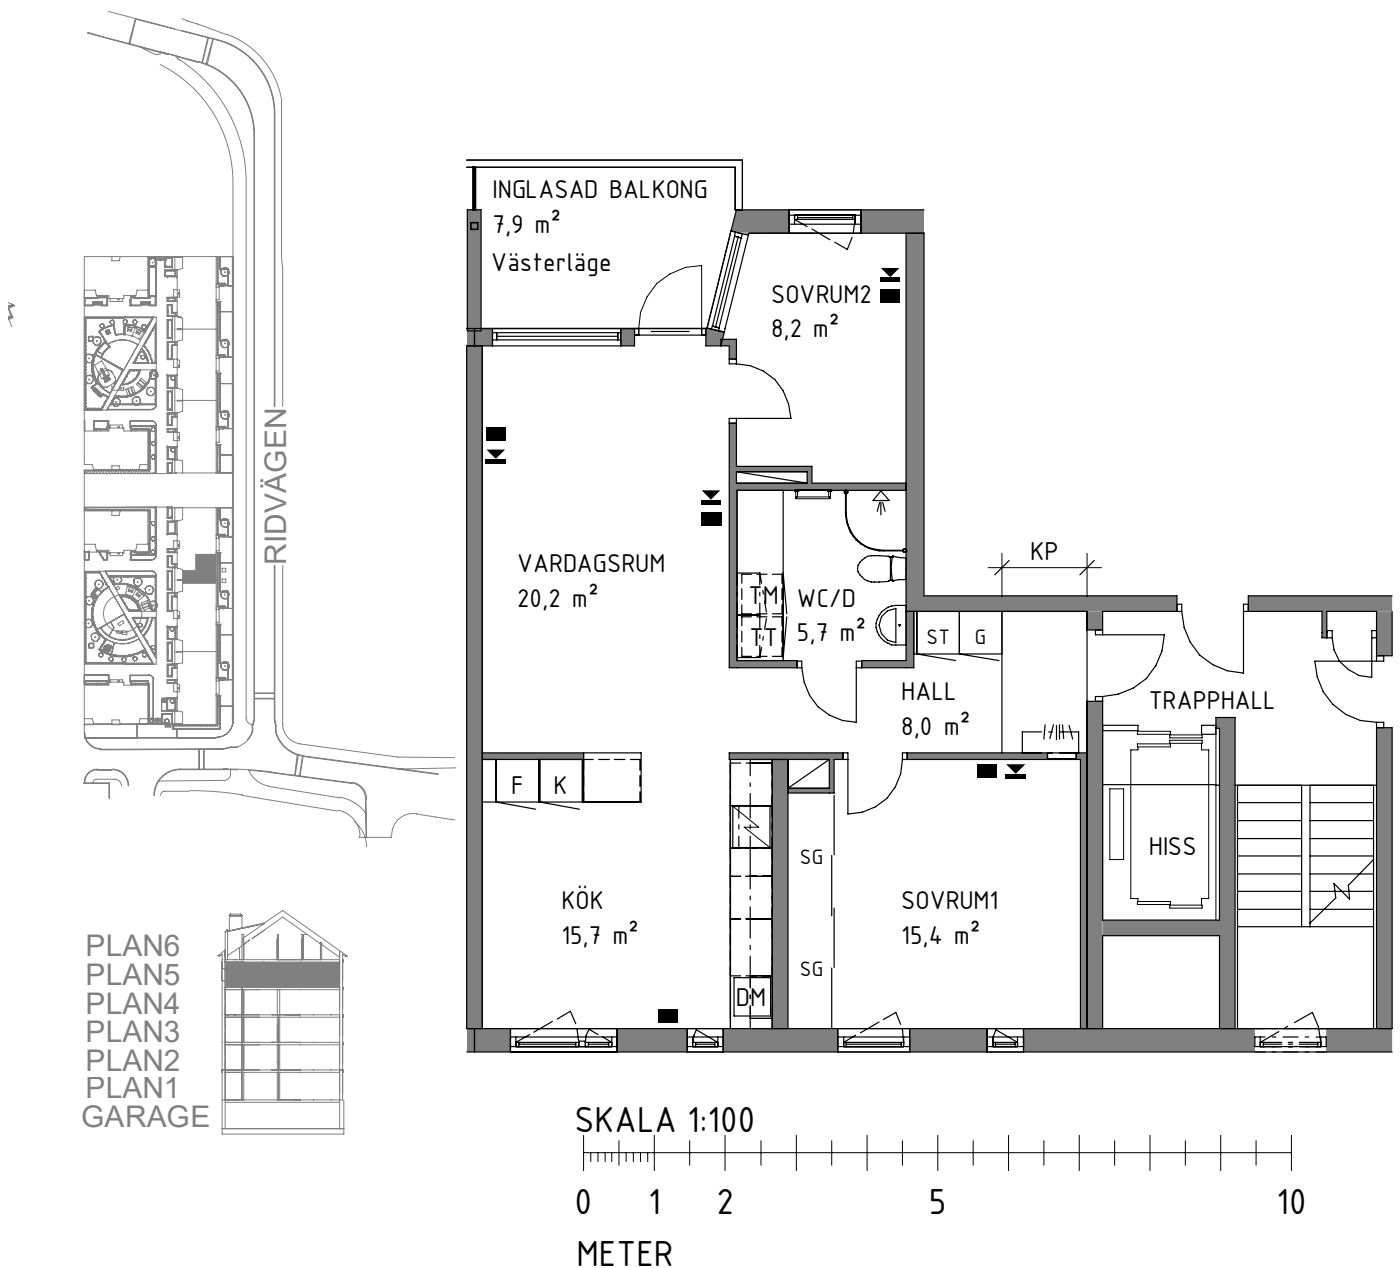 INGLASAD BALKONG
7,9 m²
Västerläge
SOVRUM2
8,2 m²
RIDVÄGEN
VARDAGSRUM
20,2 m²
TM
TT
WC/D
5,7 m²
KP
ST
G
HALL
8,0 m²
TRAPPHALL
F
K
HISS
SG
SG
KÖK
15,7 m²
SOVRUM1
15,4 m²
DM
PLAN6
PLAN5
PLAN4
PLAN3
PLAN2
PLAN1
GARAGE
SKALA 1:100
0 1 2 5 10
METER